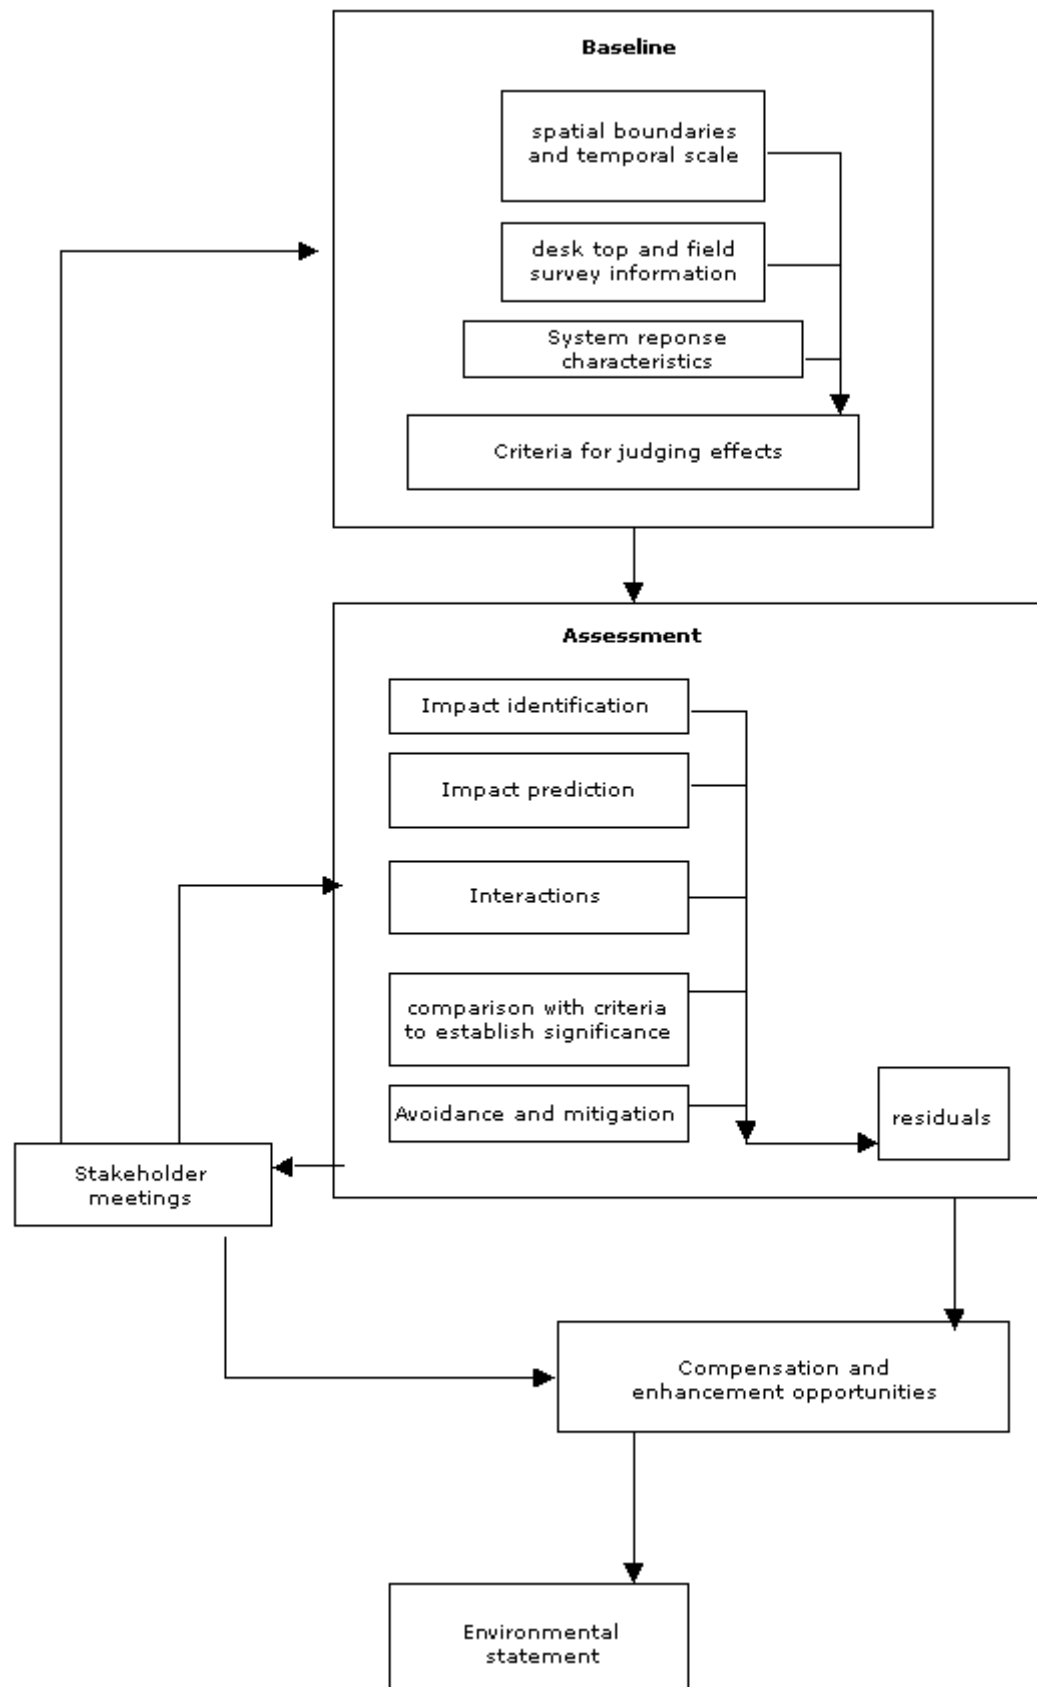 Baseline
spatial boundaries
and temporal scale
desk top and field
survey information
System reponse
characteristics
Criteria for judging effects
Assessment
Impact identification
Impact prediction
Interactions
comparison with criteria
to establish significance
Avoidance and mitigation
residuals
Stakeholder
meetings
Compensation and
enhancement opportunities
Environmental
statement